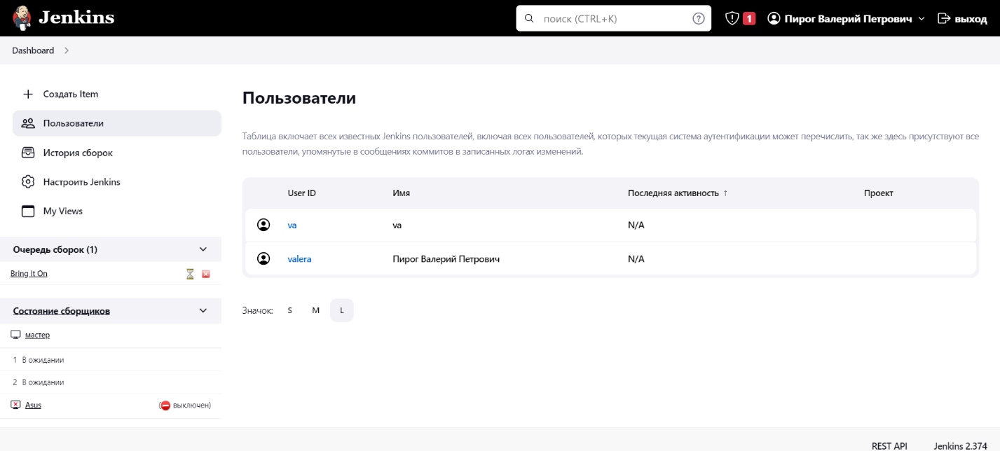 Jenkins
поиск (CTRL+K)
?
1
Пирог Валерий Петрович
выход
Dashboard
Создать Item
Пользователи
История сборок
Настроить Jenkins
My Views
Очередь сборок (1)
Bring It On
Состояние сборщиков
мастер
1 В ожидании
2 В ожидании
Asus (выключен)
Пользователи
Таблица включает всех известных Jenkins пользователей, включая всех пользователей, которых текущая система аутентификации может перечислить, так же здесь присутствуют все
пользователи, упомянутые в сообщениях коммитов в записанных логах изменений.
User ID Имя Последняя активность ↑ Проект
va va N/A
valera Пирог Валерий Петрович N/A
Значок: S M L
REST API Jenkins 2.374